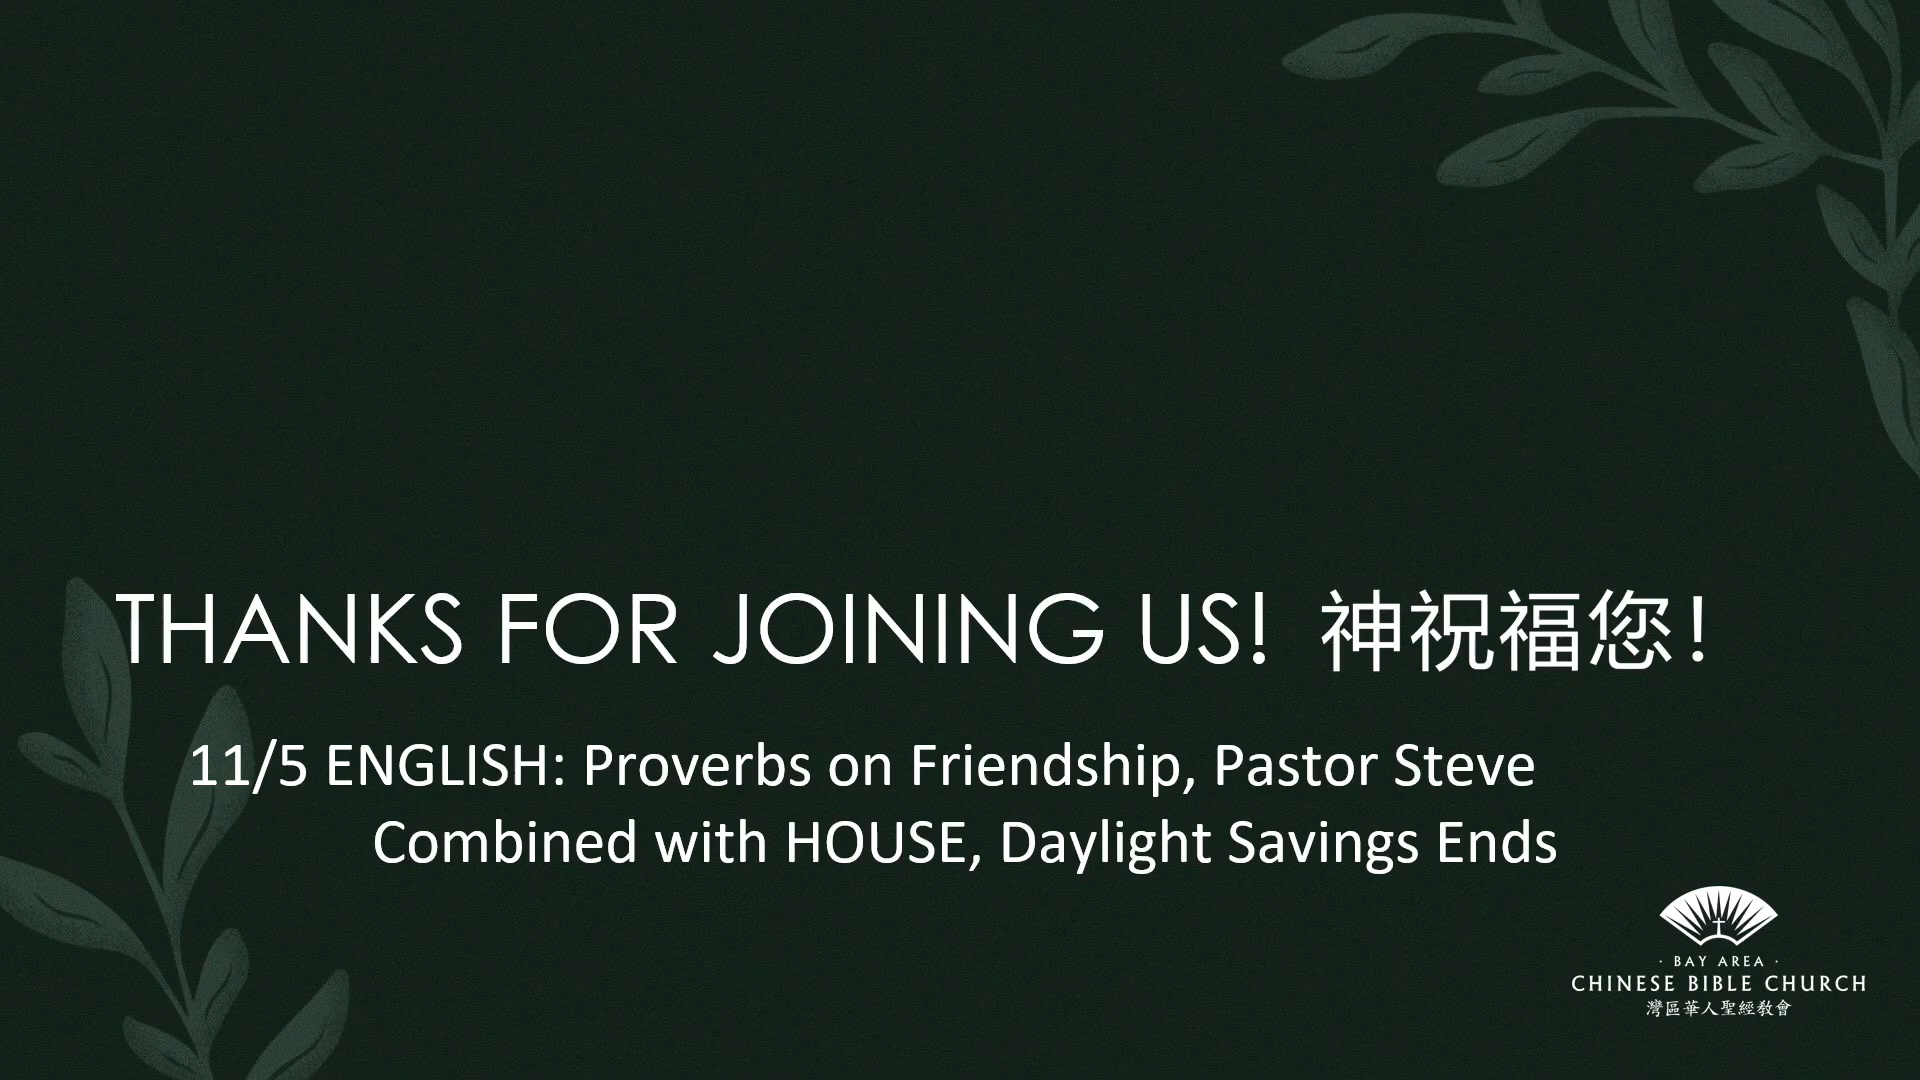 THANKS FOR JOINING US! 神祝福您!
11/5 ENGLISH: Proverbs on Friendship, Pastor Steve
Combined with HOUSE, Daylight Savings Ends
· BAY AREA ·
CHINESE BIBLE CHURCH
灣區華人聖經教會